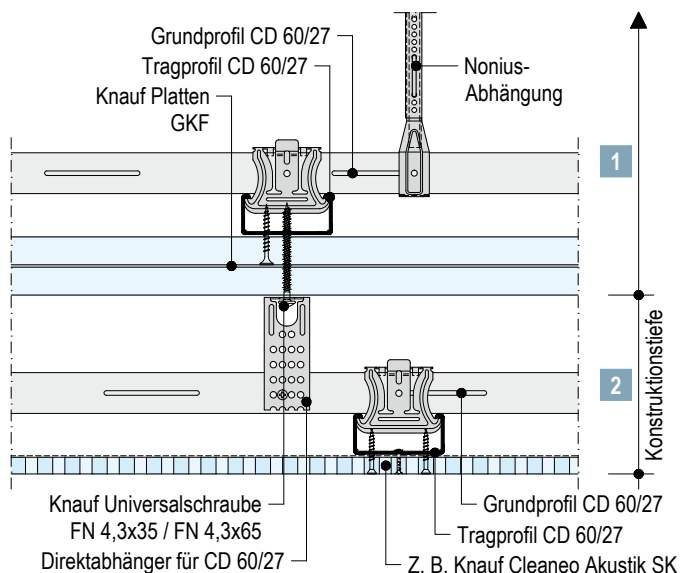 Grundprofil CD 60/27
Tragprofil CD 60/27
Knauf Platten
GKF
Nonius-
Abhängung
1
2
Konstruktionstiefe
Knauf Universalschraube
FN 4,3x35 / FN 4,3x65
Direktabhänger für CD 60/27
Grundprofil CD 60/27
Tragprofil CD 60/27
Z. B. Knauf Cleaneo Akustik SK